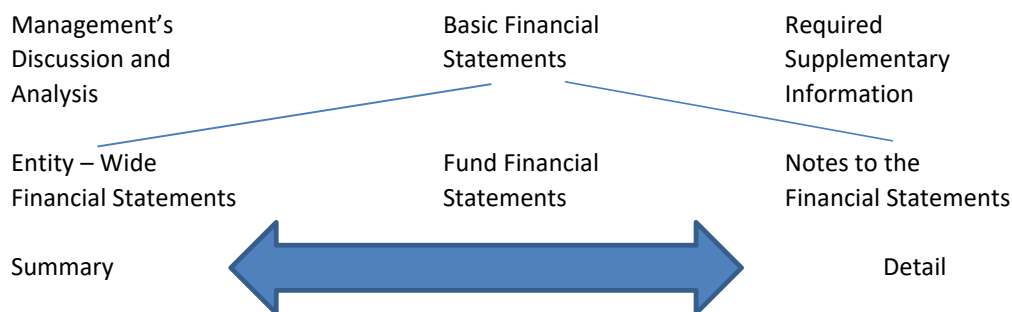 Management’s
Discussion and
Analysis
Basic Financial
Statements
Required
Supplementary
Information
Entity – Wide
Financial Statements
Fund Financial
Statements
Notes to the
Financial Statements
Summary
Detail